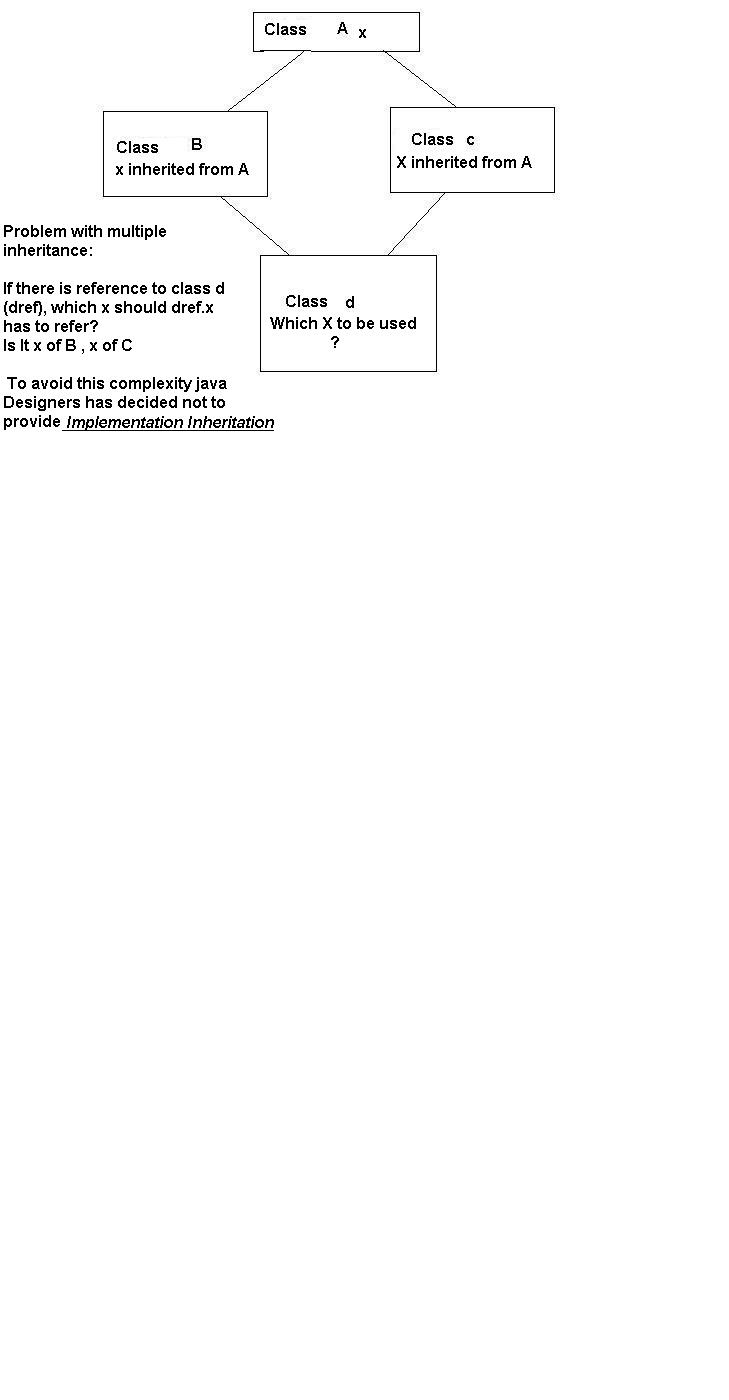 Class A x
Class B
x inherited from A
Class c
X inherited from A
Problem with multiple
inheritance:
If there is reference to class d
(dref), which x should dref.x
has to refer?
Is It x of B , x of C
To avoid this complexity java
Designers has decided not to
provide Implementation Inheritation
Class d
Which X to be used
?